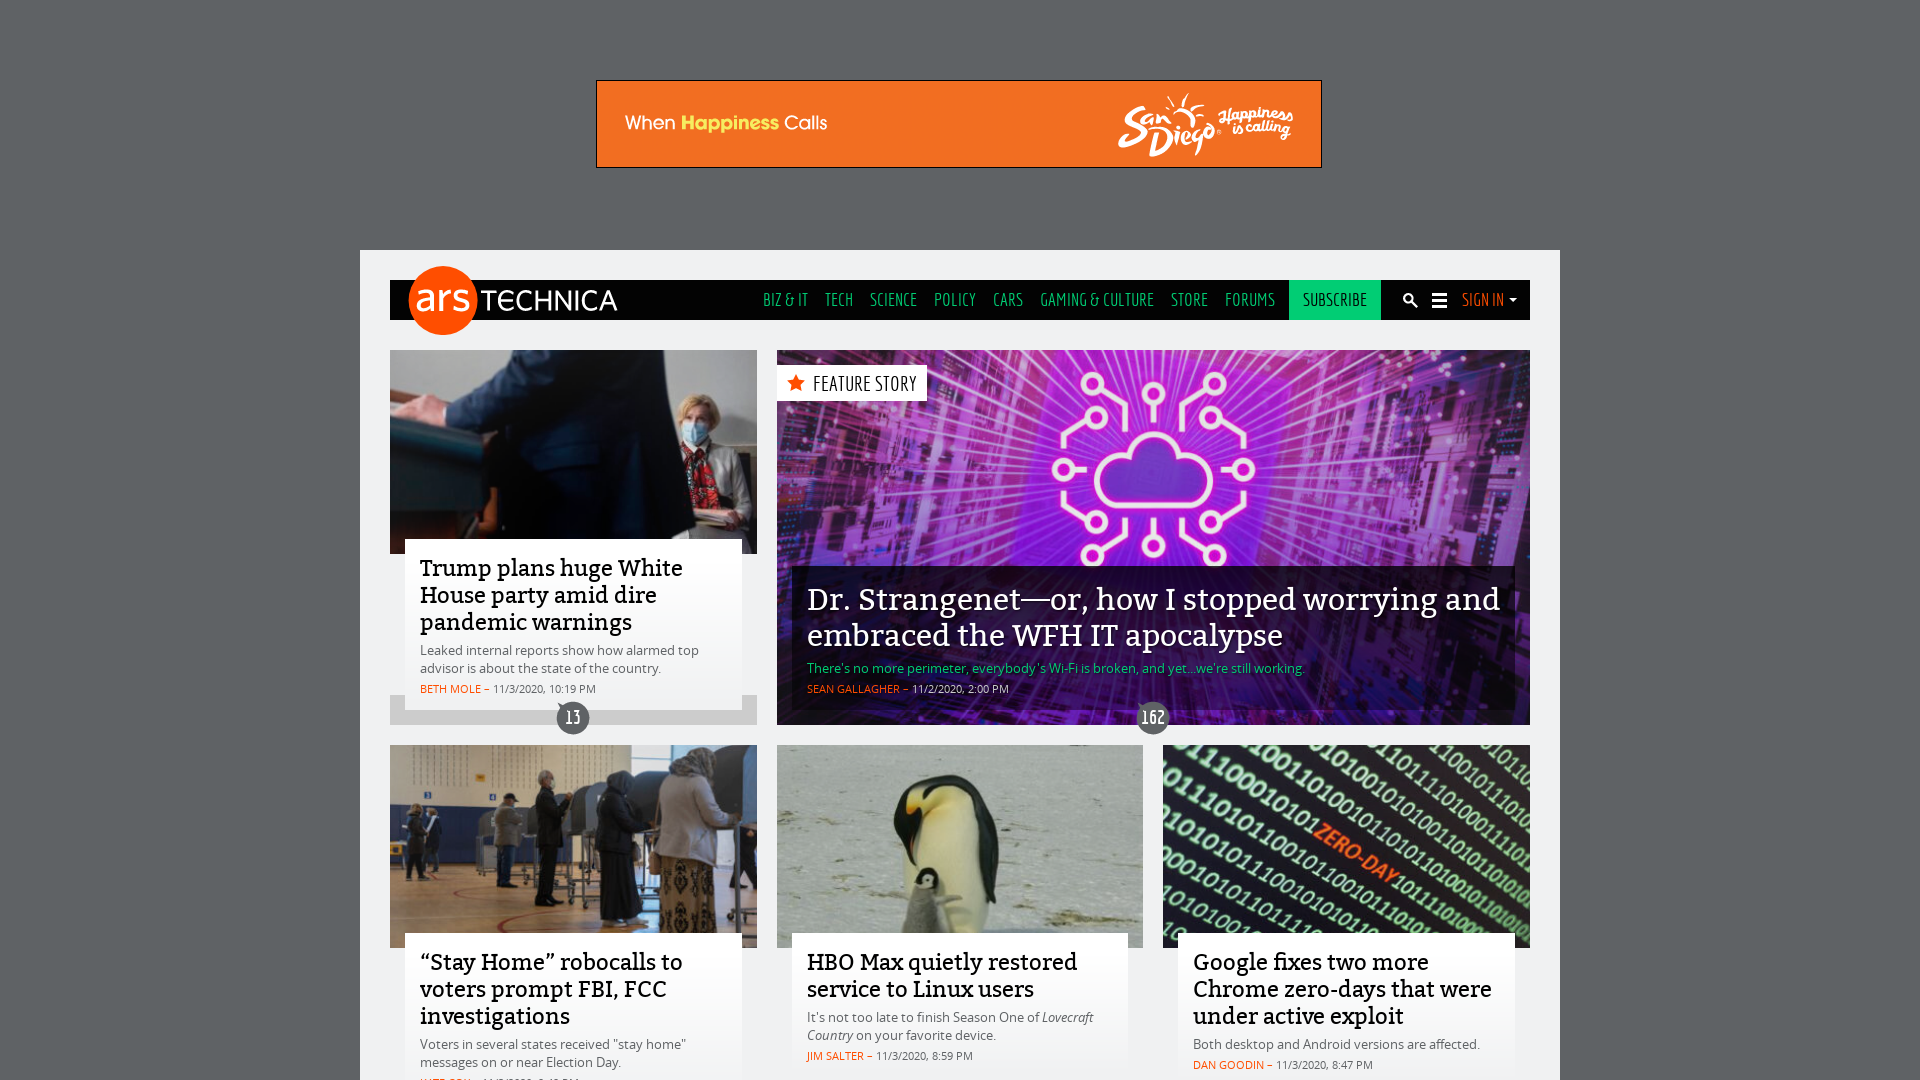 When Happiness Calls
San Diego
Happiness
is calling
ars TECHNICA
BIZ & IT
TECH
SCIENCE
POLICY
CARS
GAMING & CULTURE
STORE
FORUMS
SUBSCRIBE
SIGN IN
Trump plans huge White
House party amid dire
pandemic warnings
Leaked internal reports show how alarmed top
advisor is about the state of the country.
BETH MOLE – 11/3/2020, 10:19 PM
13
FEATURE STORY
Dr. Strangenet—or, how I stopped worrying and
embraced the WFH IT apocalypse
There's no more perimeter, everybody's Wi-Fi is broken, and yet...we're still working.
SEAN GALLAGHER – 11/2/2020, 2:00 PM
162
“Stay Home” robocalls to
voters prompt FBI, FCC
investigations
Voters in several states received "stay home"
messages on or near Election Day.
HBO Max quietly restored
service to Linux users
It's not too late to finish Season One of Lovecraft
Country on your favorite device.
JIM SALTER – 11/3/2020, 8:59 PM
ZERO-DAY
Google fixes two more
Chrome zero-days that were
under active exploit
Both desktop and Android versions are affected.
DAN GOODIN – 11/3/2020, 8:47 PM